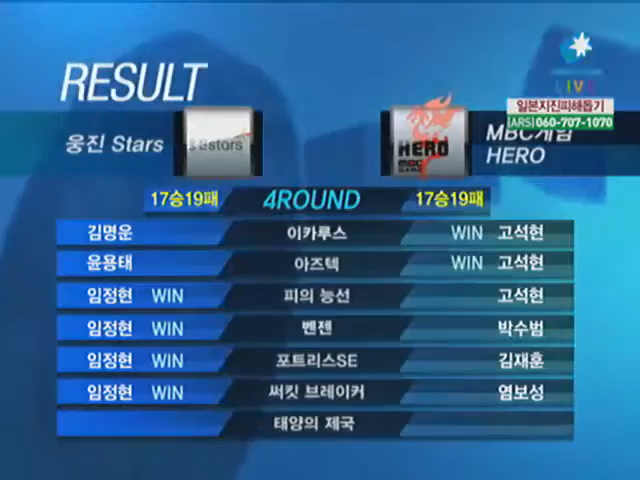 RESULT
LIVE
일본지진피해돕기
[ARS]060-707-1070
웅진 Stars
Stars
HERO
MBC
GAME
MBC게임
HERO
17승19패 4ROUND 17승19패
김명운 이카루스 WIN 고석현
윤용태 아즈텍 WIN 고석현
임정현 WIN 피의 능선 고석현
임정현 WIN 벤젠 박수범
임정현 WIN 포트리스SE 김재훈
임정현 WIN 써킷 브레이커 염보성
태양의 제국